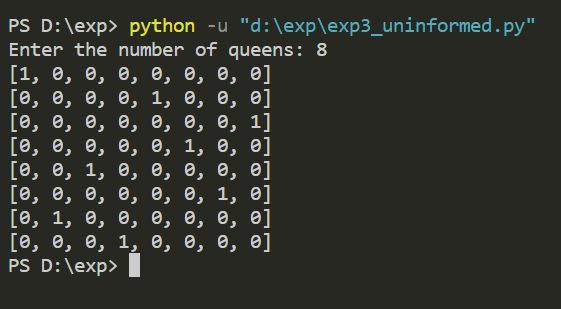 PS D:\exp> python -u "d:\exp\exp3_uninformed.py"
Enter the number of queens: 8
[1, 0, 0, 0, 0, 0, 0, 0]
[0, 0, 0, 0, 1, 0, 0, 0]
[0, 0, 0, 0, 0, 0, 0, 1]
[0, 0, 0, 0, 0, 1, 0, 0]
[0, 0, 1, 0, 0, 0, 0, 0]
[0, 0, 0, 0, 0, 0, 1, 0]
[0, 1, 0, 0, 0, 0, 0, 0]
[0, 0, 0, 1, 0, 0, 0, 0]
PS D:\exp>